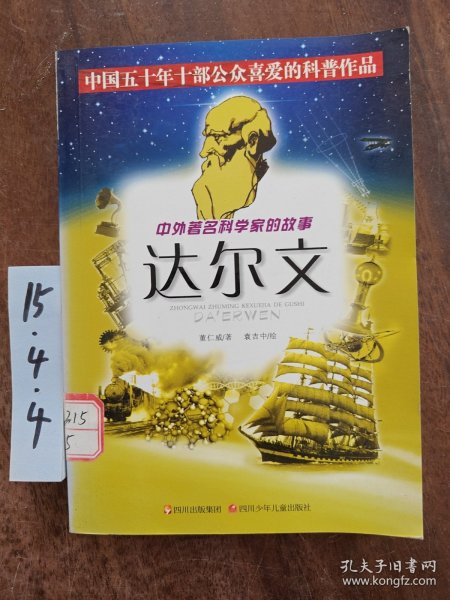 中国五十年十部公众喜爱的科普作品
中外著名科学家的故事
达尔文
ZHONGWAI ZHUMING KEXUEJIA DE GUSHI
DA'ERWEN
董仁威/著 袁吉中/绘
15.4.4
215
5
四川出版集团 四川少年儿童出版社
孔夫子旧书网
www.kongfz.com